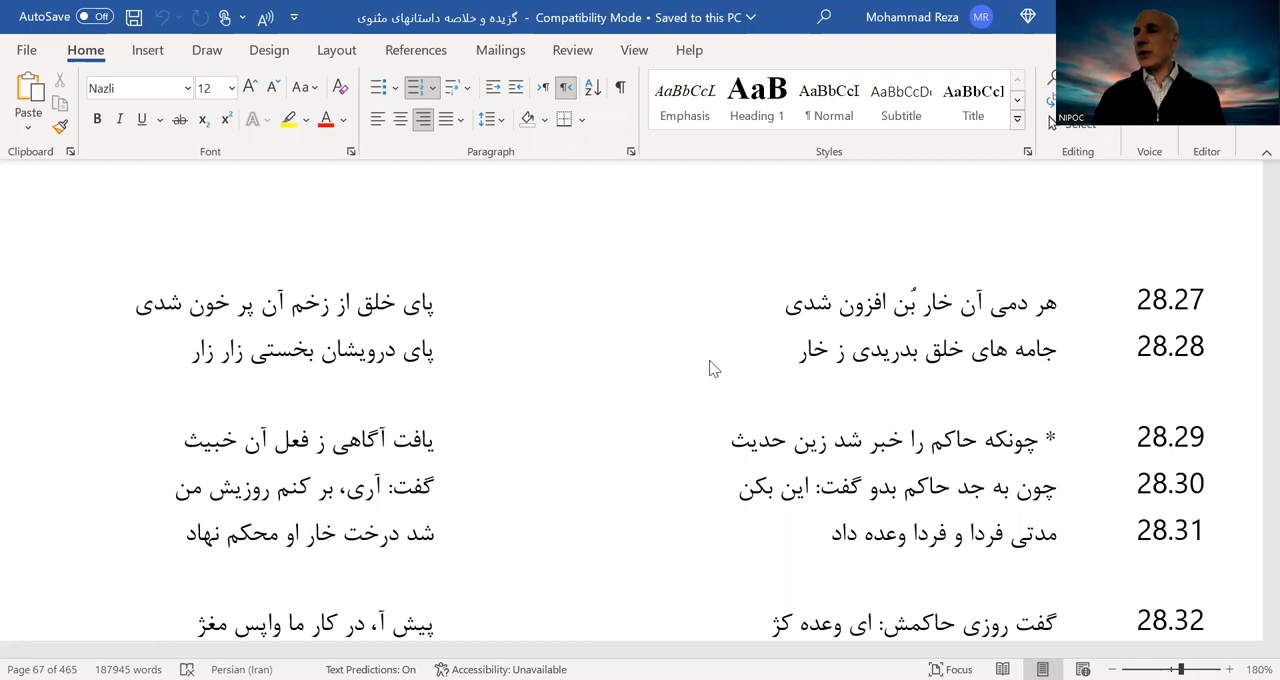 AutoSave Off گزیده و خلاصه داستانهای مثنوی - Compatibility Mode • Saved to this PC Mohammad Reza MR
File Home Insert Draw Design Layout References Mailings Review View Help
Nazli 12 Aa
Paste
Clipboard Font Paragraph
AaBbCcL AaB AaBbCcI AaBbCcDı AaBbCcI
Emphasis Heading 1 ¶ Normal Subtitle Title
Styles
Select
Editing Voice Editor
NIPOC
28.27 هر دمی آن خار بُن افزون شدی پای خلق از زخم آن پر خون شدی
28.28 جامه های خلق بدریدی ز خار پای درویشان بخستی زار زار
28.29 * چونکه حاکم را خبر شد زین حدیث یافت آگاهی ز فعل آن خبیث
28.30 چون به جد حاکم بدو گفت: این بکن گفت: آری، بر کنم روزیش من
28.31 مدتی فردا و فردا وعده داد شد درخت خار او محکم نهاد
28.32 گفت روزی حاکمش: ای وعده کژ پیش آ، در کار ما واپس مغژ
Page 67 of 465 187945 words Persian (Iran) Text Predictions: On Accessibility: Unavailable Focus 180%